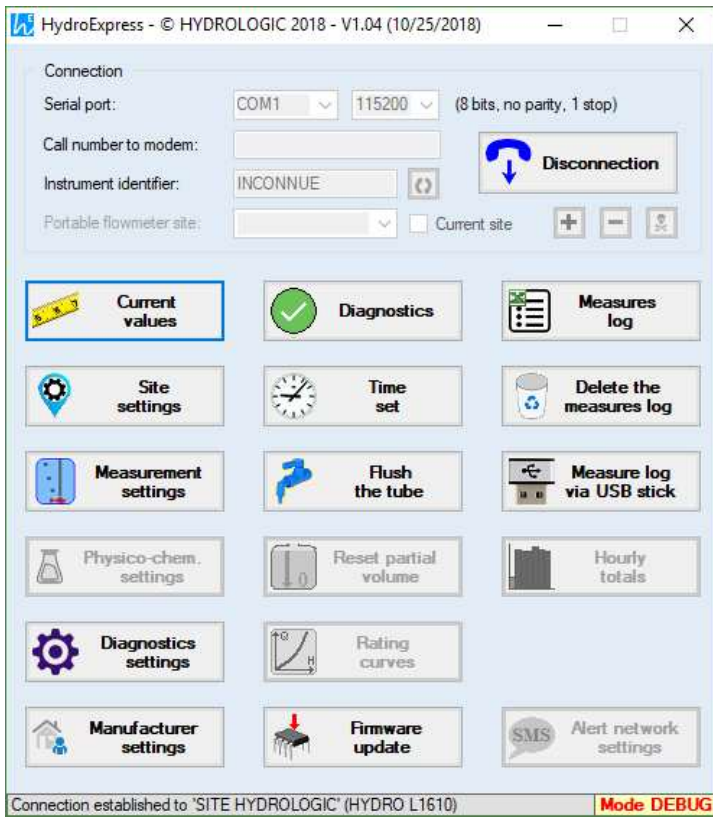 HydroExpress - © HYDROLOGIC 2018 - V1.04 (10/25/2018)
Connection
Serial port:
COM1
115200
(8 bits, no parity, 1 stop)
Call number to modem:
Disconnection
Instrument identifier:
INCONNUE
Portable flowmeter site:
Current site
Current
values
Diagnostics
Measures
log
Site
settings
Time
set
Delete the
measures log
Measurement
settings
Flush
the tube
Measure log
via USB stick
Physico-chem.
settings
0
Reset partial
volume
Hourly
totals
Diagnostics
settings
Q
H
Rating
curves
Manufacturer
settings
Firmware
update
SMS
Alert network
settings
Connection established to 'SITE HYDROLOGIC' (HYDRO L1610)
Mode DEBUG